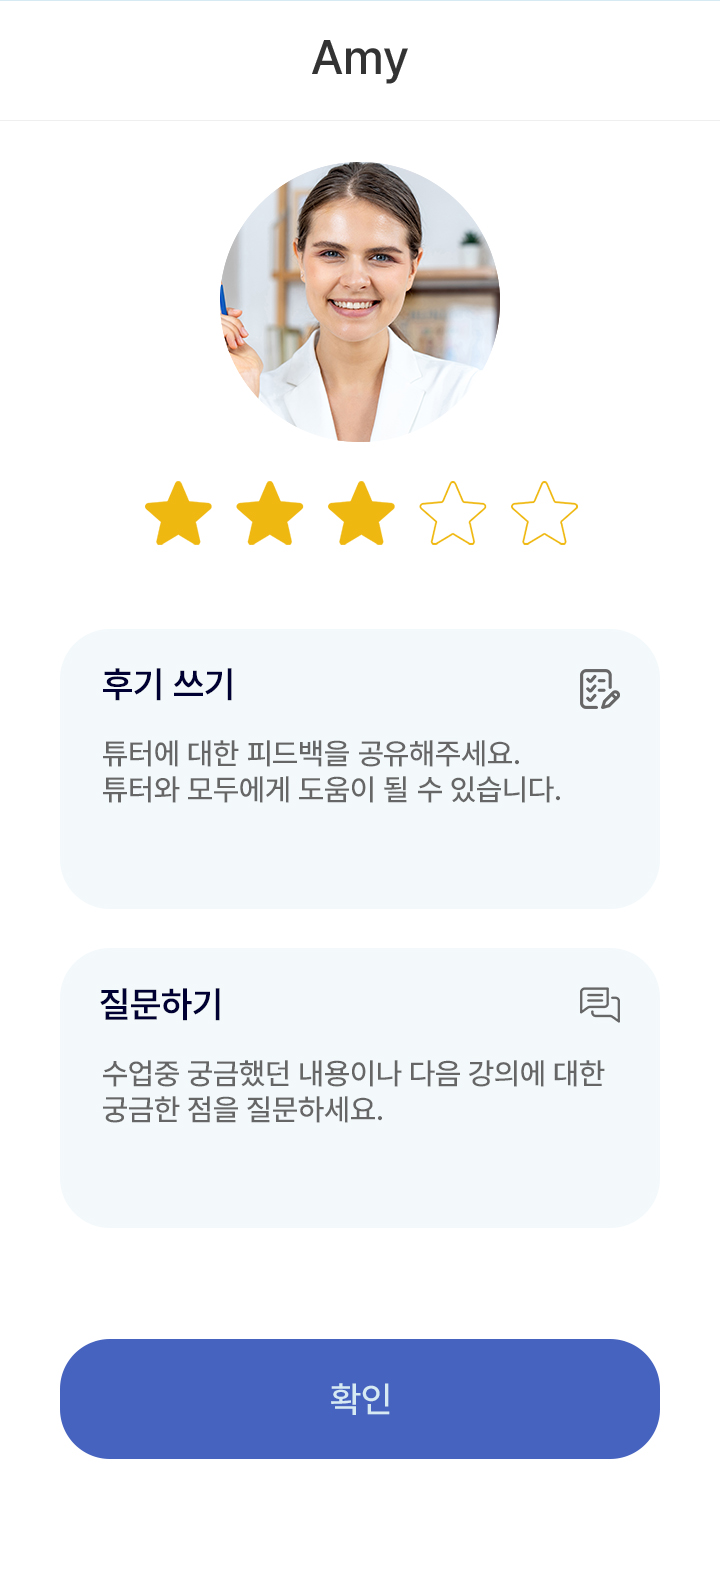 Amy
후기 쓰기
튜터에 대한 피드백을 공유해주세요.
튜터와 모두에게 도움이 될 수 있습니다.
질문하기
수업중 궁금했던 내용이나 다음 강의에 대한
궁금한 점을 질문하세요.
확인